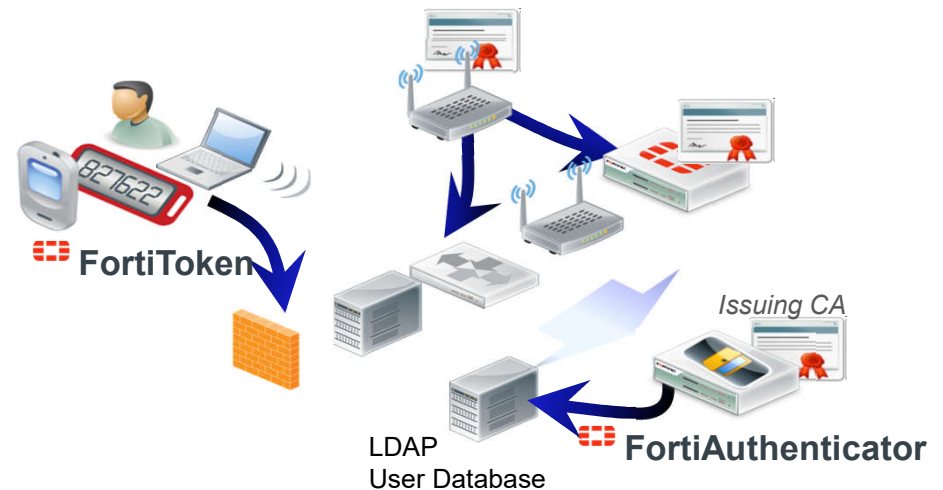 827622
FortiToken
Issuing CA
FortiAuthenticator
LDAP
User Database